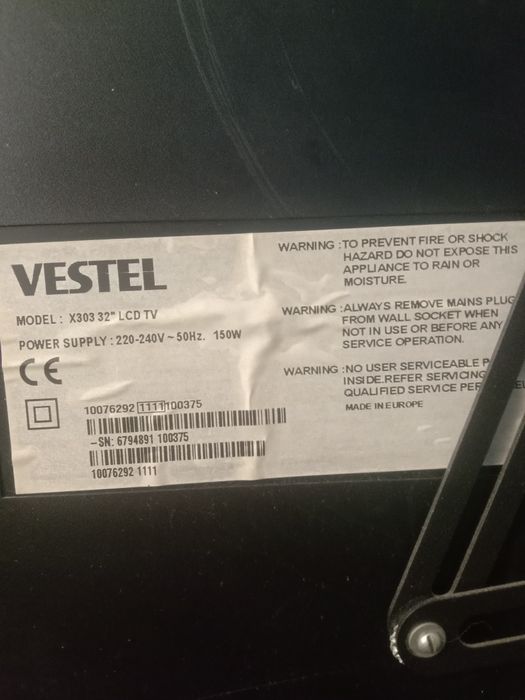 VESTEL
MODEL : X303 32" LCD TV
POWER SUPPLY : 220-240V ~ 50Hz. 150W
CE
10076292 1111 100375
-SN: 6794891 100375
10076292 1111
WARNING : TO PREVENT FIRE OR SHOCK
HAZARD DO NOT EXPOSE THIS
APPLIANCE TO RAIN OR
MOISTURE.
WARNING : ALWAYS REMOVE MAINS PLUG
FROM WALL SOCKET WHEN
NOT IN USE OR BEFORE ANY
SERVICE OPERATION.
WARNING : NO USER SERVICEABLE
INSIDE.REFER SERVICING
QUALIFIED SERVICE
MADE IN EUROPE